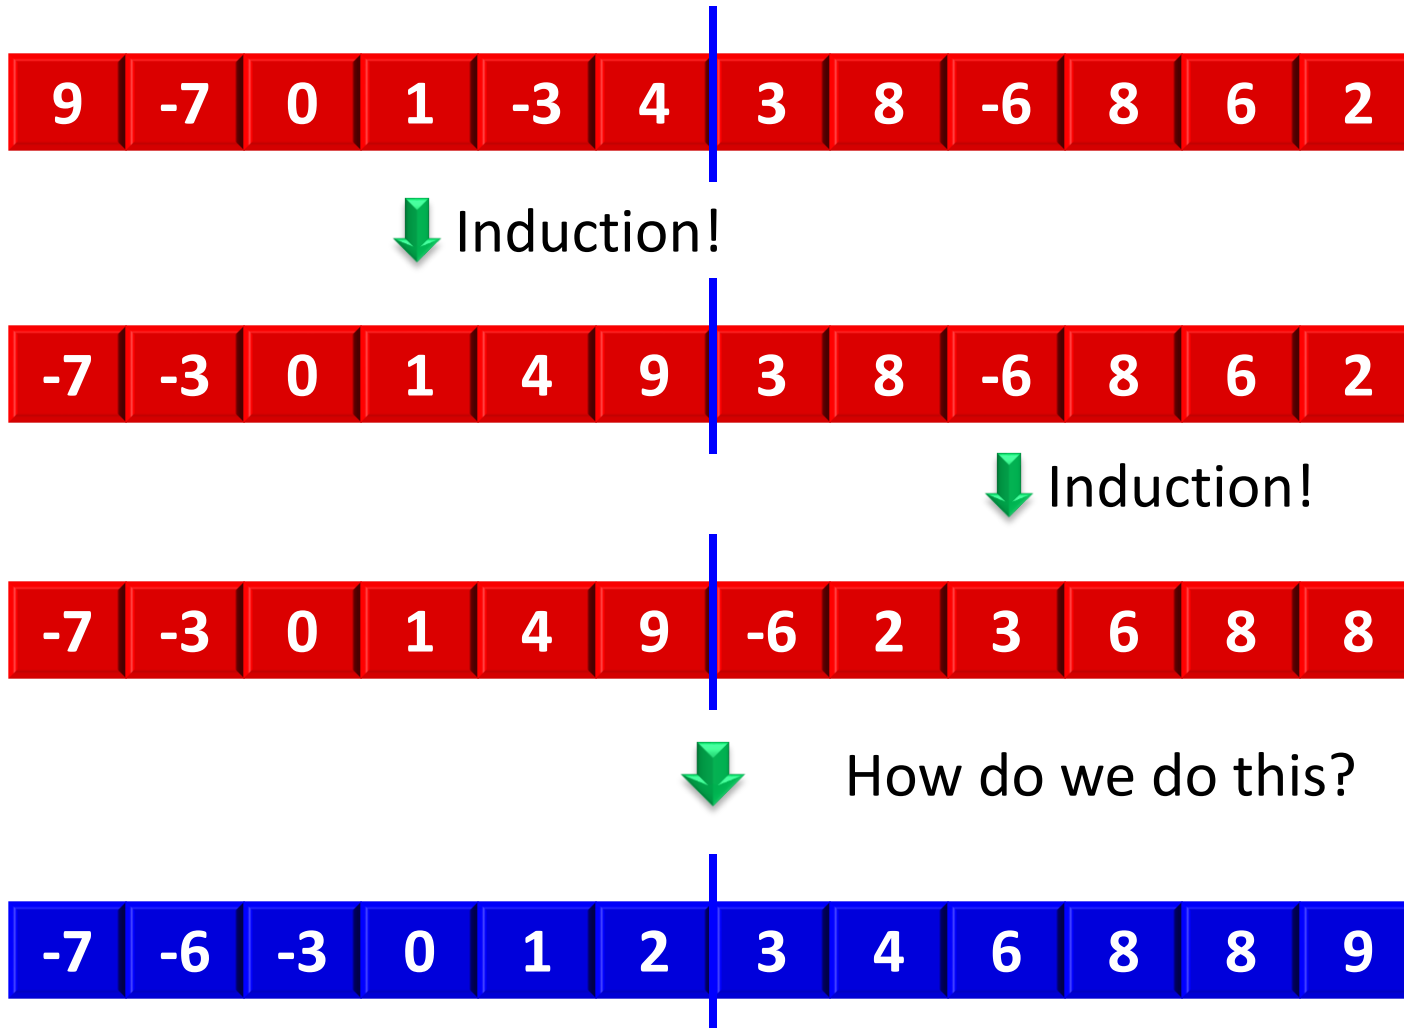 9 -7 0 1 -3 4 3 8 -6 8 6 2
Induction!
-7 -3 0 1 4 9 3 8 -6 8 6 2
Induction!
-7 -3 0 1 4 9 -6 2 3 6 8 8
How do we do this?
-7 -6 -3 0 1 2 3 4 6 8 8 9